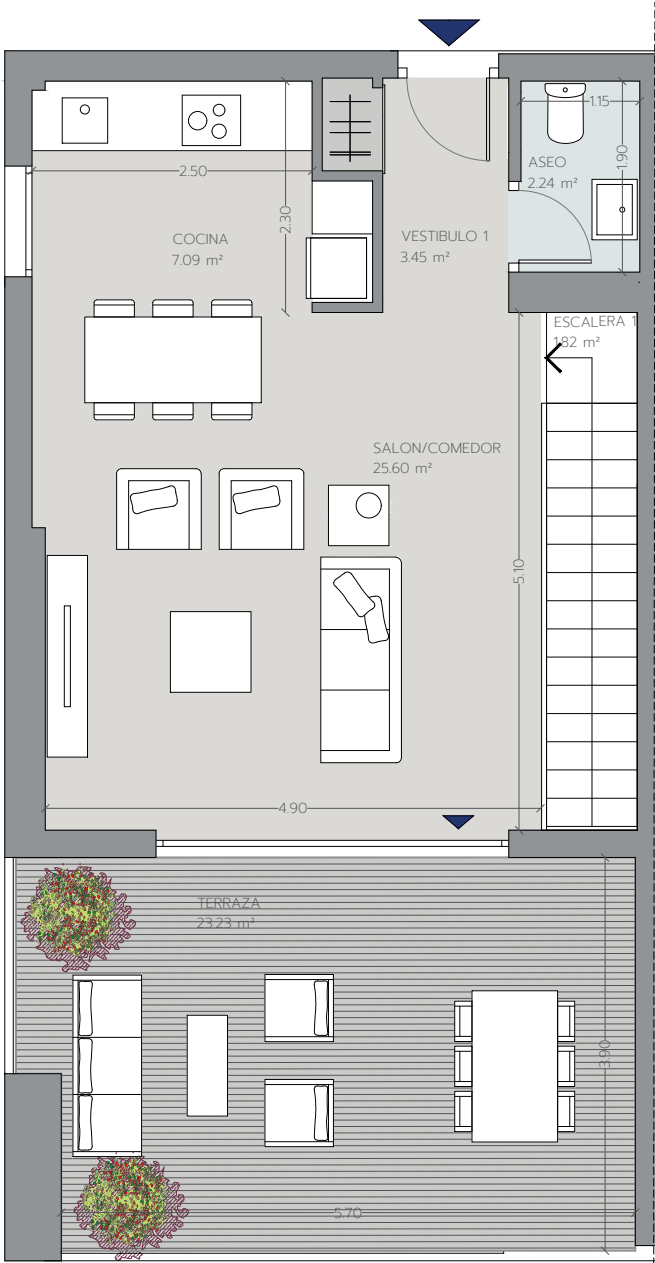 1.15
ASEO
2.24 m²
1.90
2.50
2.30
COCINA
7.09 m²
VESTIBULO 1
3.45 m²
ESCALERA 1
1.82 m²
SALON/COMEDOR
25.60 m²
5.10
4.90
TERRAZA
23.23 m²
3.90
5.70